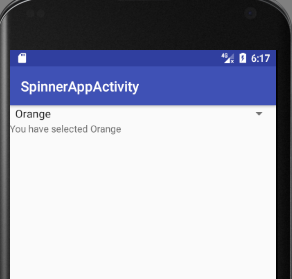 6:17
SpinnerAppActivity
Orange
You have selected Orange